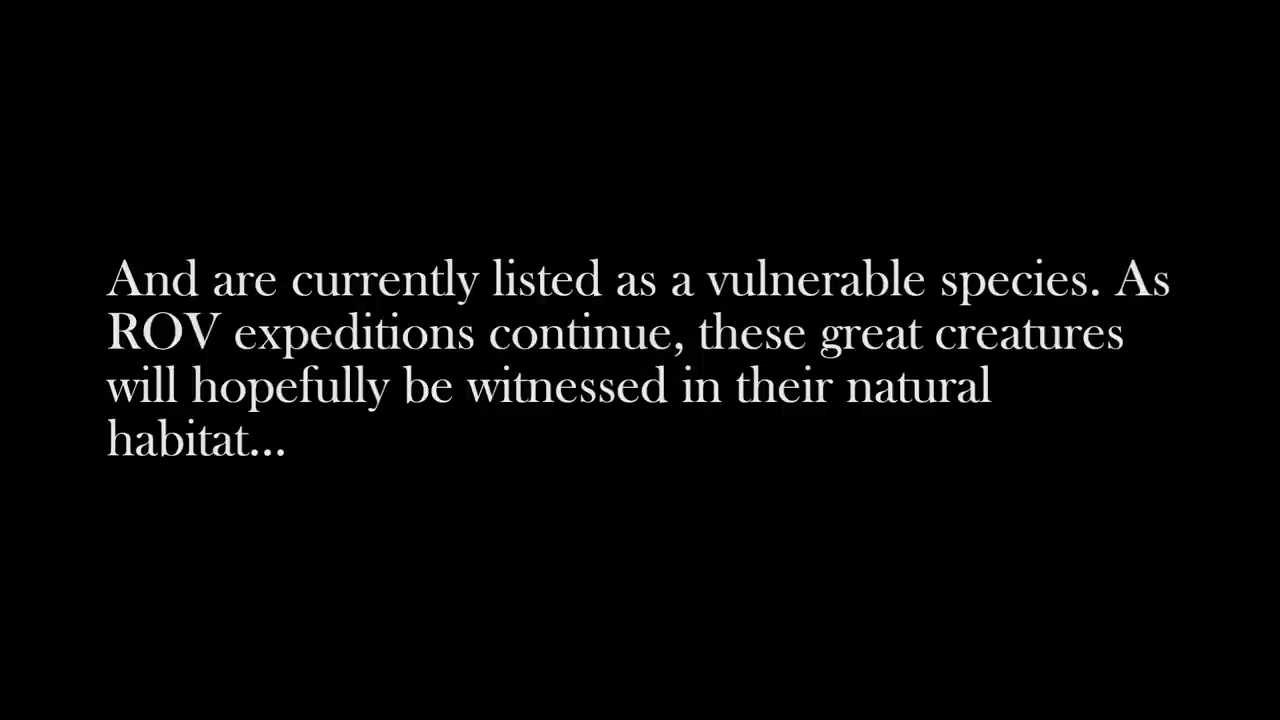 And are currently listed as a vulnerable species. As
ROV expeditions continue, these great creatures
will hopefully be witnessed in their natural
habitat...